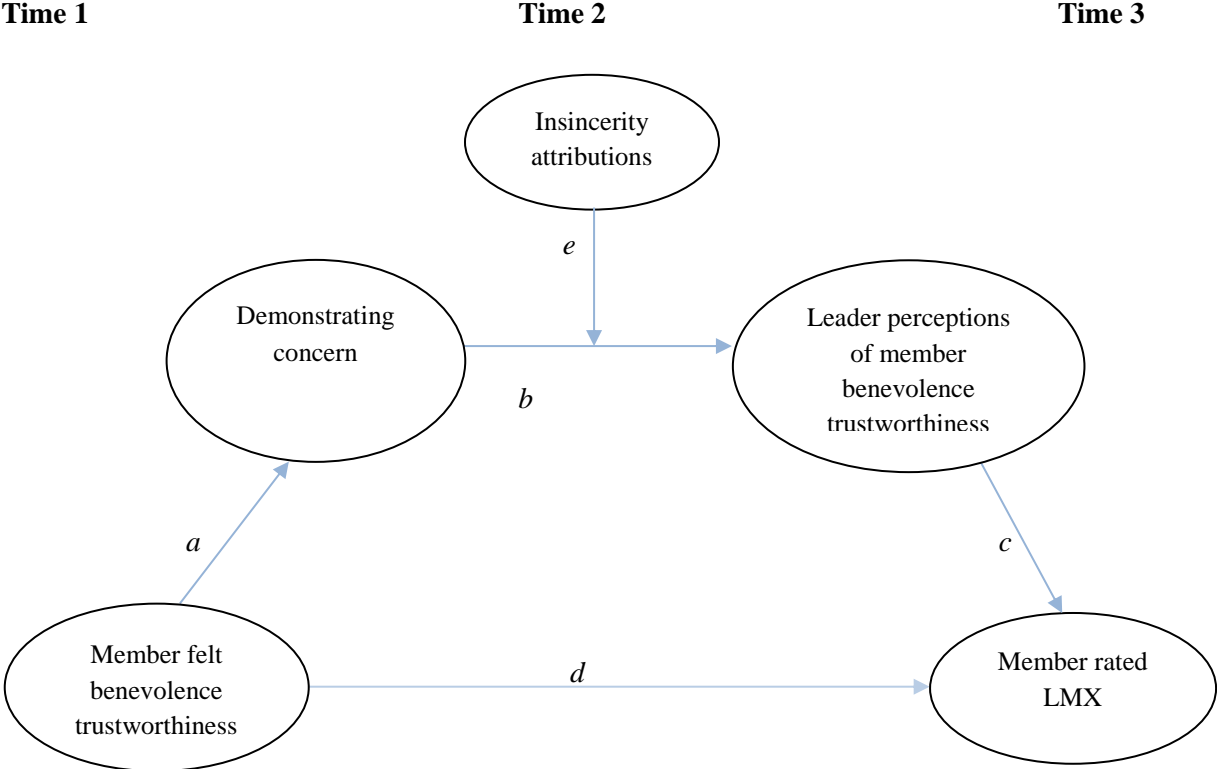 Time 1
Time 2
Time 3
Insincerity
attributions
e
Demonstrating
concern
Leader perceptions
of member
benevolence
trustworthiness
b
a
c
Member felt
benevolence
trustworthiness
d
Member rated
LMX